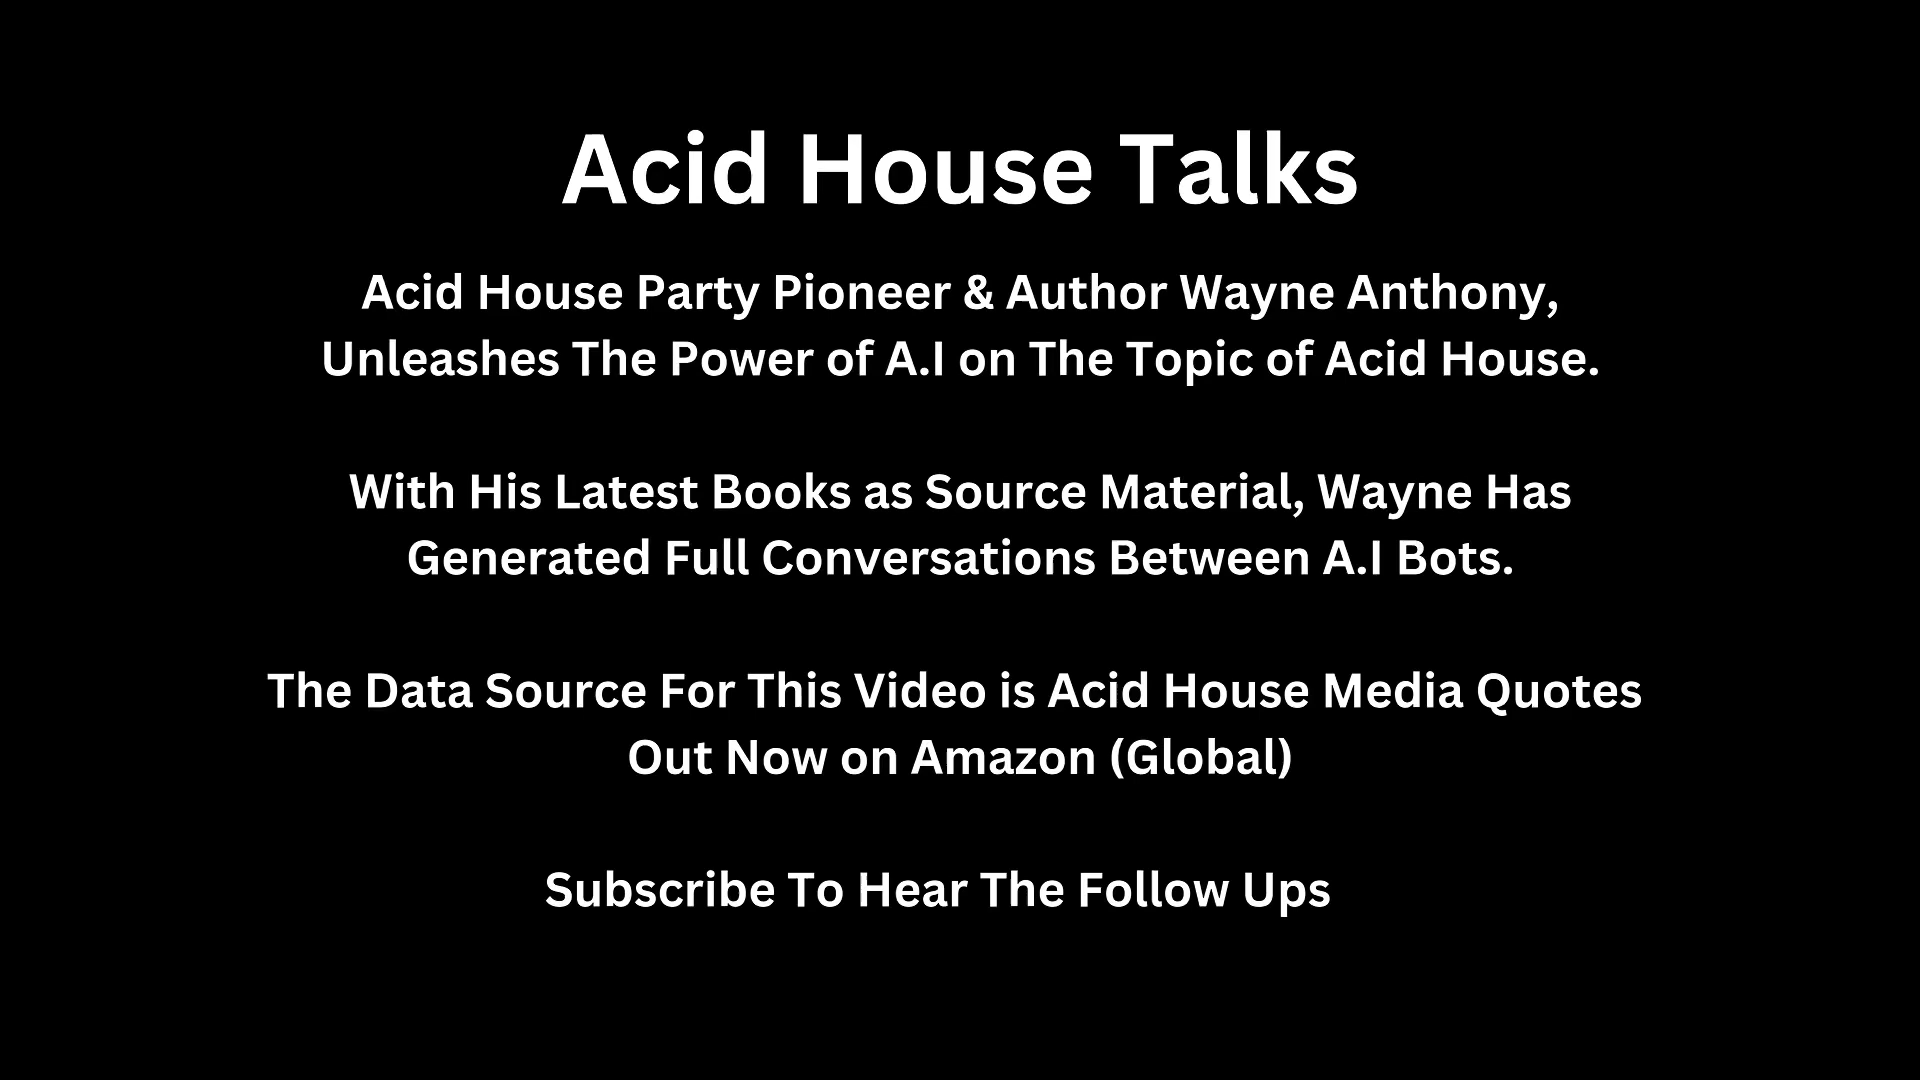 Acid House Talks
Acid House Party Pioneer & Author Wayne Anthony,
Unleashes The Power of A.I on The Topic of Acid House.
With His Latest Books as Source Material, Wayne Has
Generated Full Conversations Between A.I Bots.
The Data Source For This Video is Acid House Media Quotes
Out Now on Amazon (Global)
Subscribe To Hear The Follow Ups